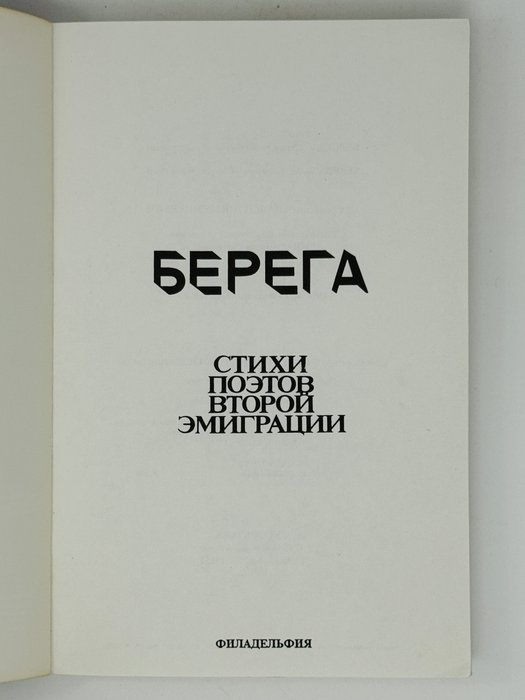 БЕРЕГА
СТИХИ
ПОЭТОВ
ВТОРОЙ
ЭМИГРАЦИИ
ФИЛАДЕЛЬФИЯ